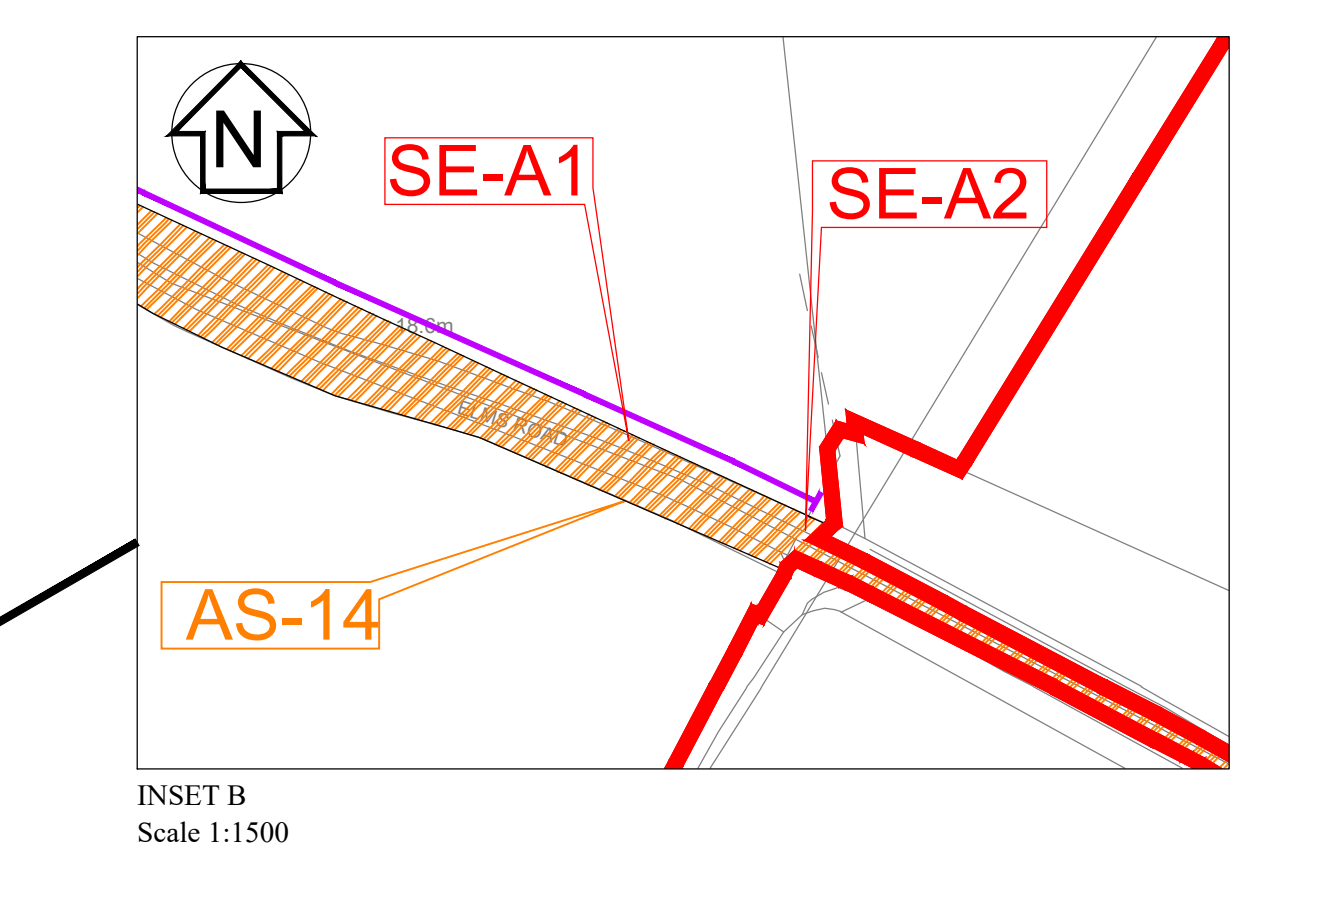 N
SE-A1
SE-A2
18.6m
ELMS ROAD
AS-14
INSET B
Scale 1:1500